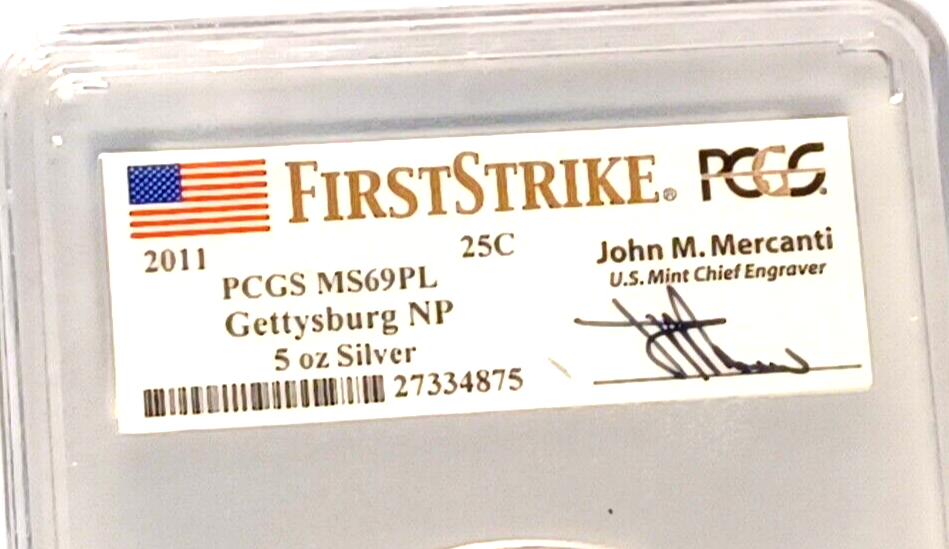 FIRSTSTRIKE® PCGS
2011 25C
PCGS MS69PL
Gettysburg NP
5 oz Silver
27334875
John M. Mercanti
U.S. Mint Chief Engraver